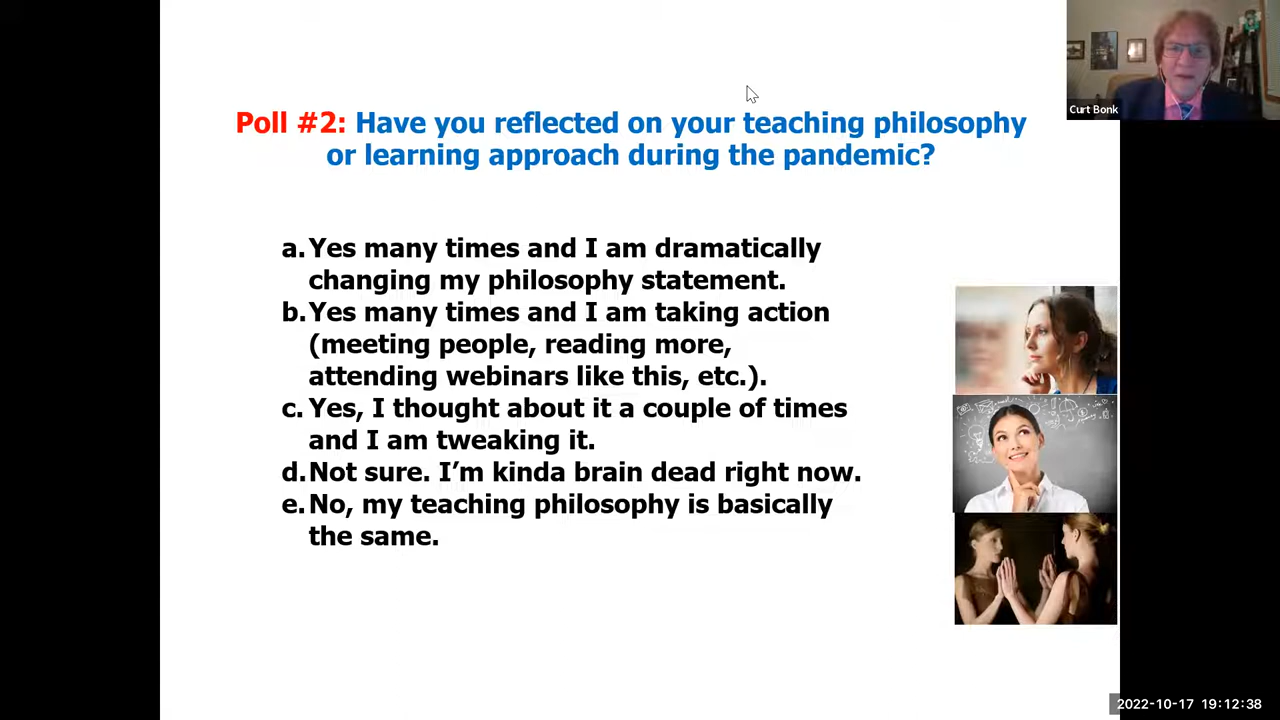 Curt Bonk
Poll #2: Have you reflected on your teaching philosophy
or learning approach during the pandemic?
a. Yes many times and I am dramatically
changing my philosophy statement.
b. Yes many times and I am taking action
(meeting people, reading more,
attending webinars like this, etc.).
c. Yes, I thought about it a couple of times
and I am tweaking it.
d. Not sure. I’m kinda brain dead right now.
e. No, my teaching philosophy is basically
the same.
2022-10-17 19:12:38